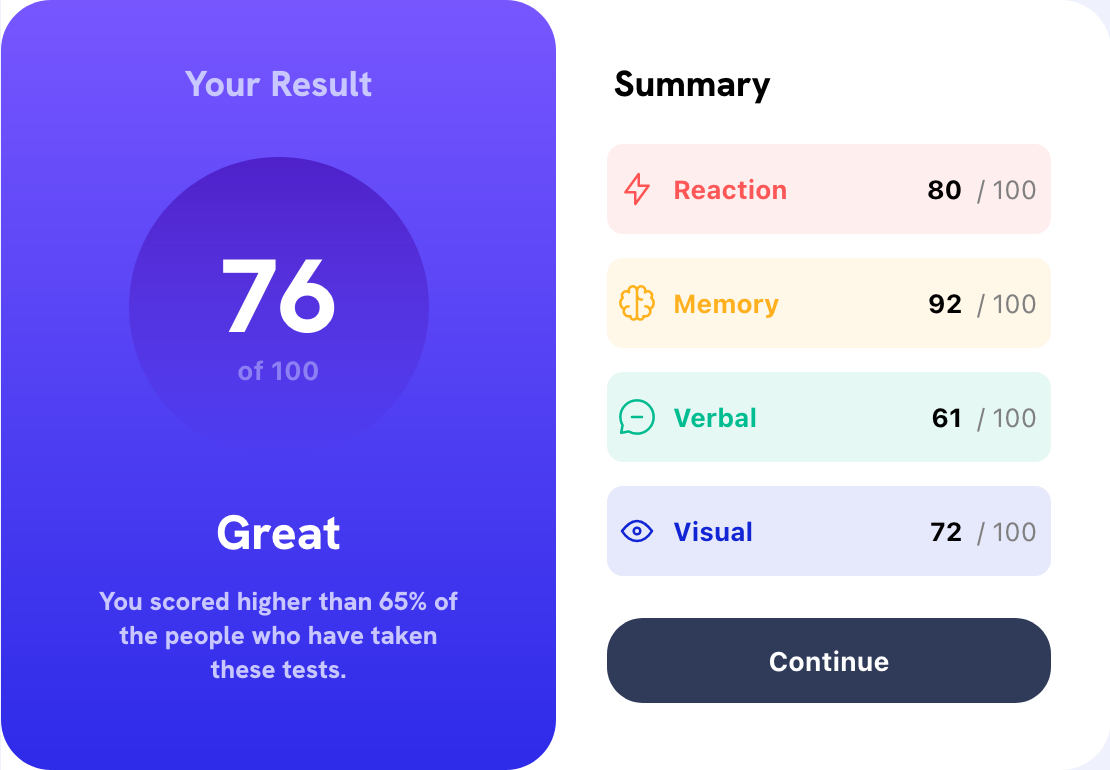 Your Result
76
of 100
Great
You scored higher than 65% of
the people who have taken
these tests.
Summary
Reaction 80 / 100
Memory 92 / 100
Verbal 61 / 100
Visual 72 / 100
Continue